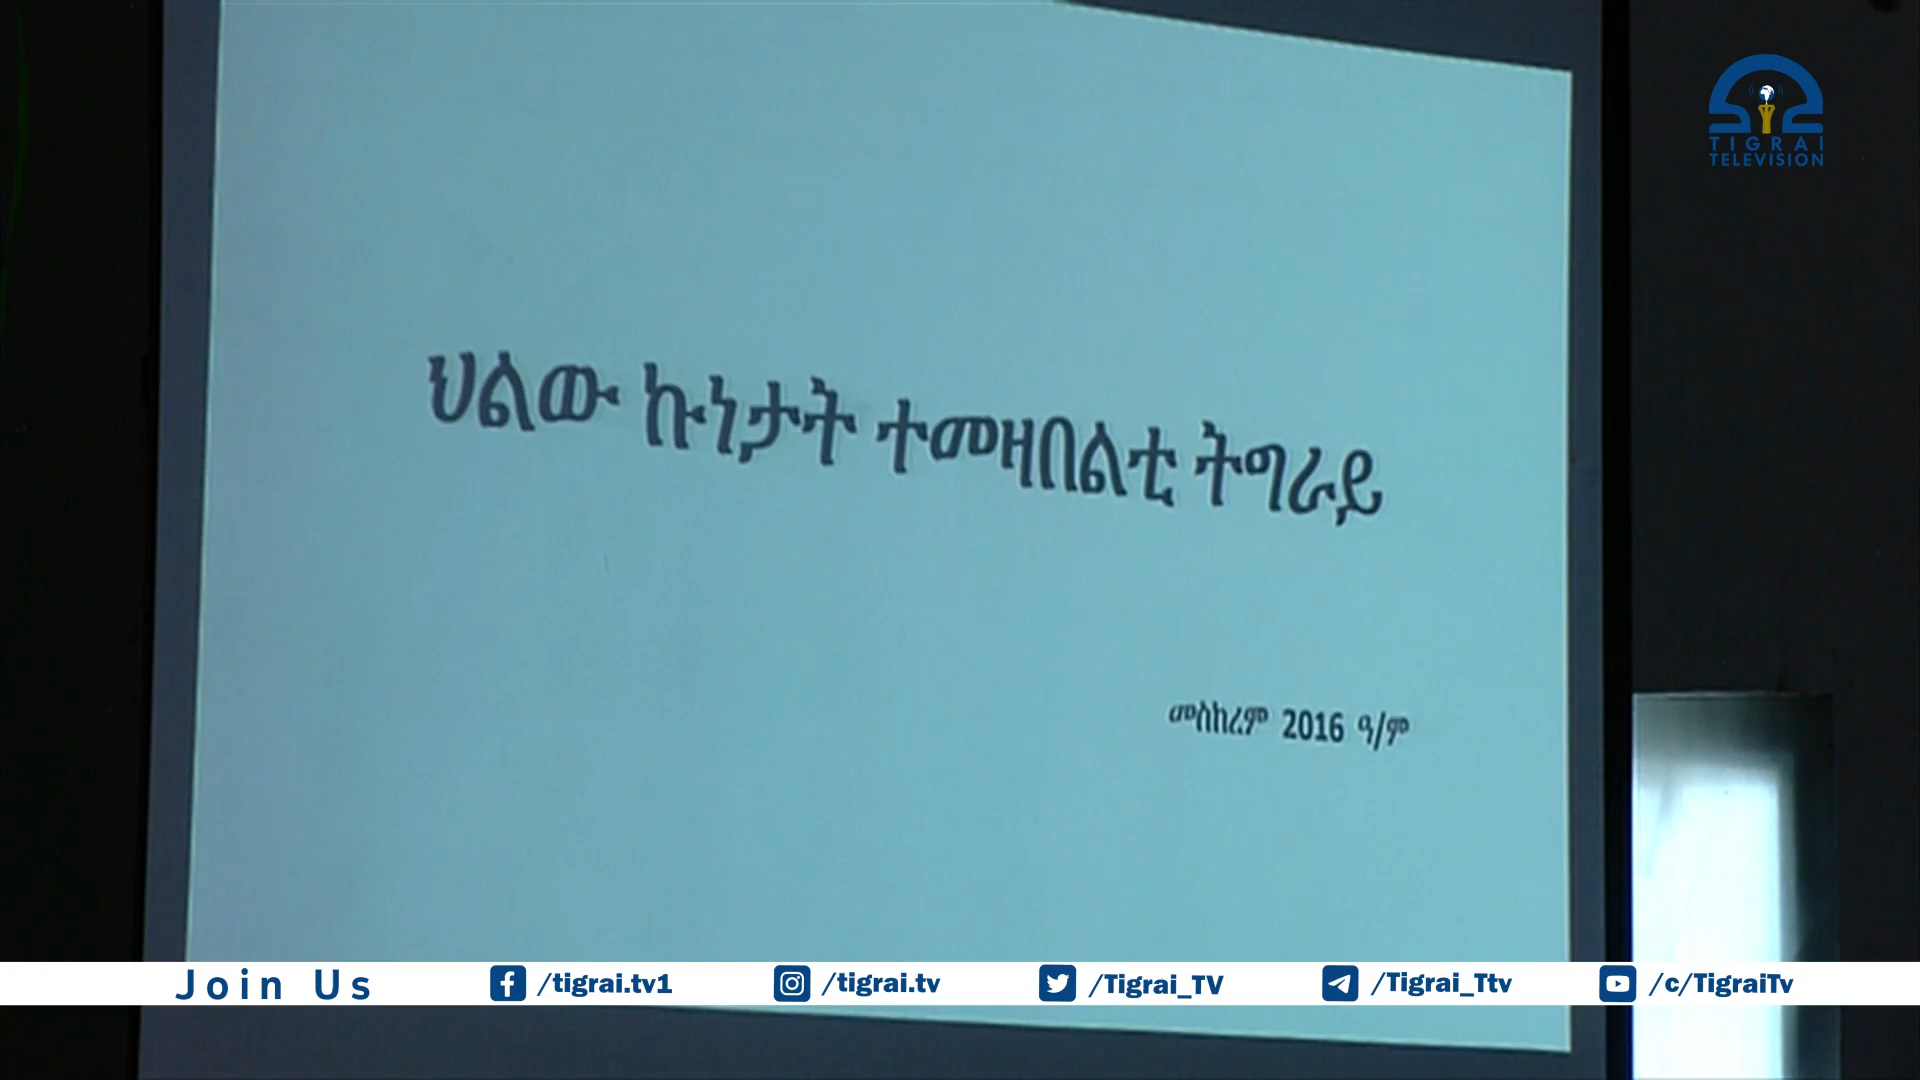 TIGRAI
TELEVISION
ህልው ኩነታት ተመዛበልቲ ትግራይ
መስከረም 2016 ዓ/ም
Join Us /tigrai.tv1 /tigrai.tv /Tigrai_TV /Tigrai_Ttv /c/TigraiTv